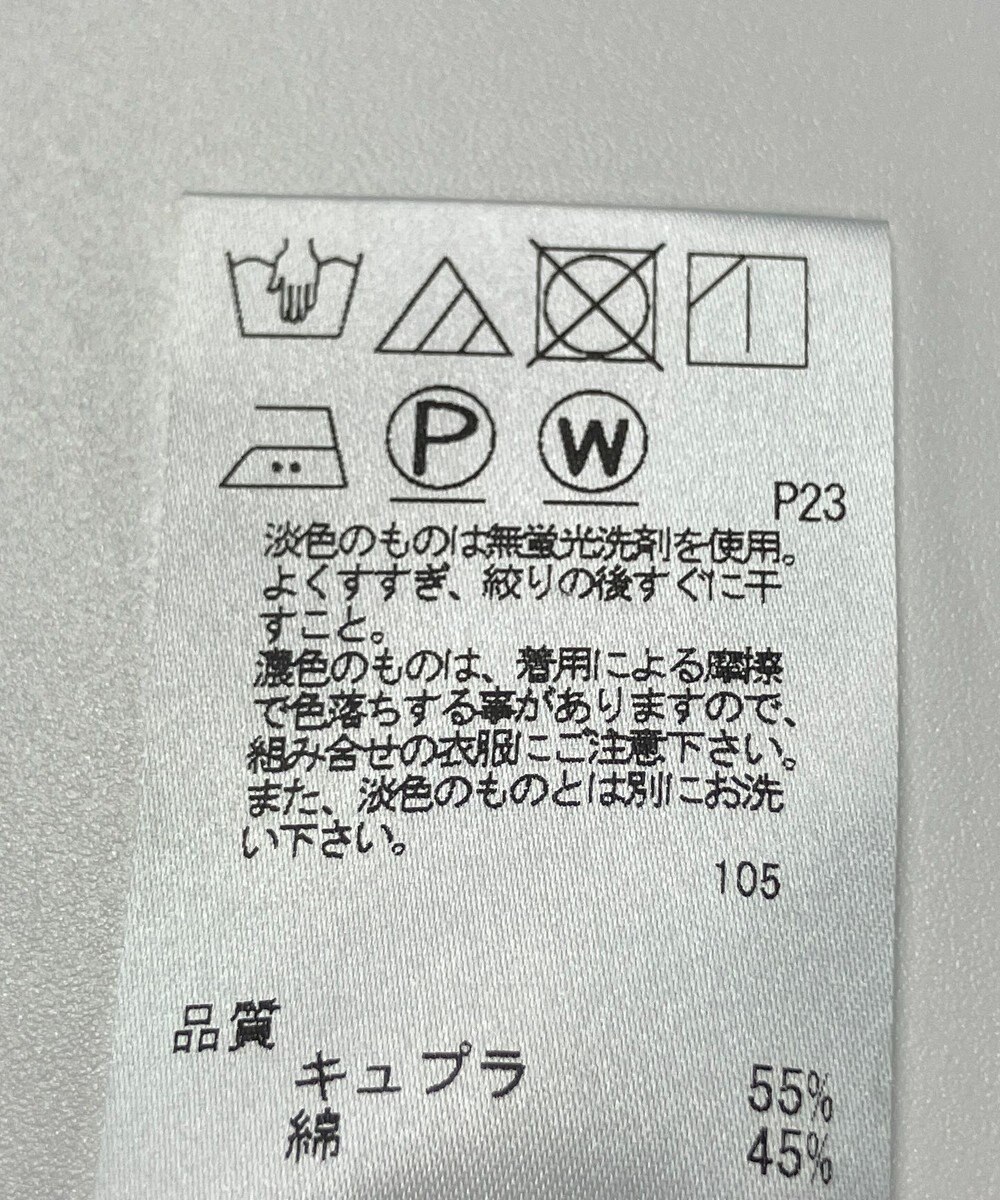 P
W
P23
淡色のものは無蛍光洗剤を使用。
よくすすぎ、絞りの後すぐに干
すこと。
濃色のものは、着用による摩擦
で色落ちする事がありますので、
組み合せの衣服にご注意下さい。
また、淡色のものとは別にお洗
い下さい。
105
品質
キュプラ 55%
綿 45%